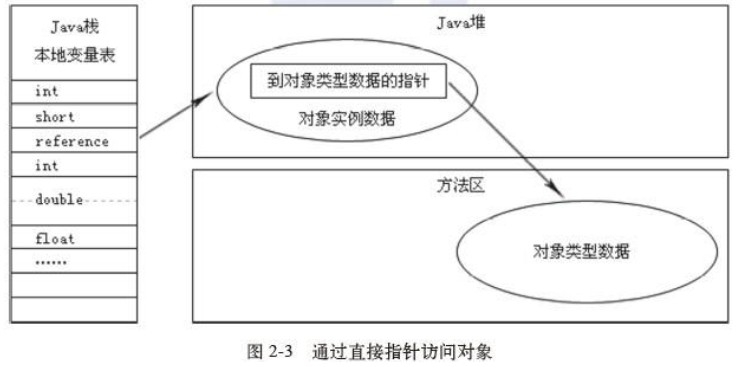 Java栈
本地变量表
int
short
reference
int
double
float
……
Java堆
到对象类型数据的指针
对象实例数据
方法区
对象类型数据
图 2-3 通过直接指针访问对象